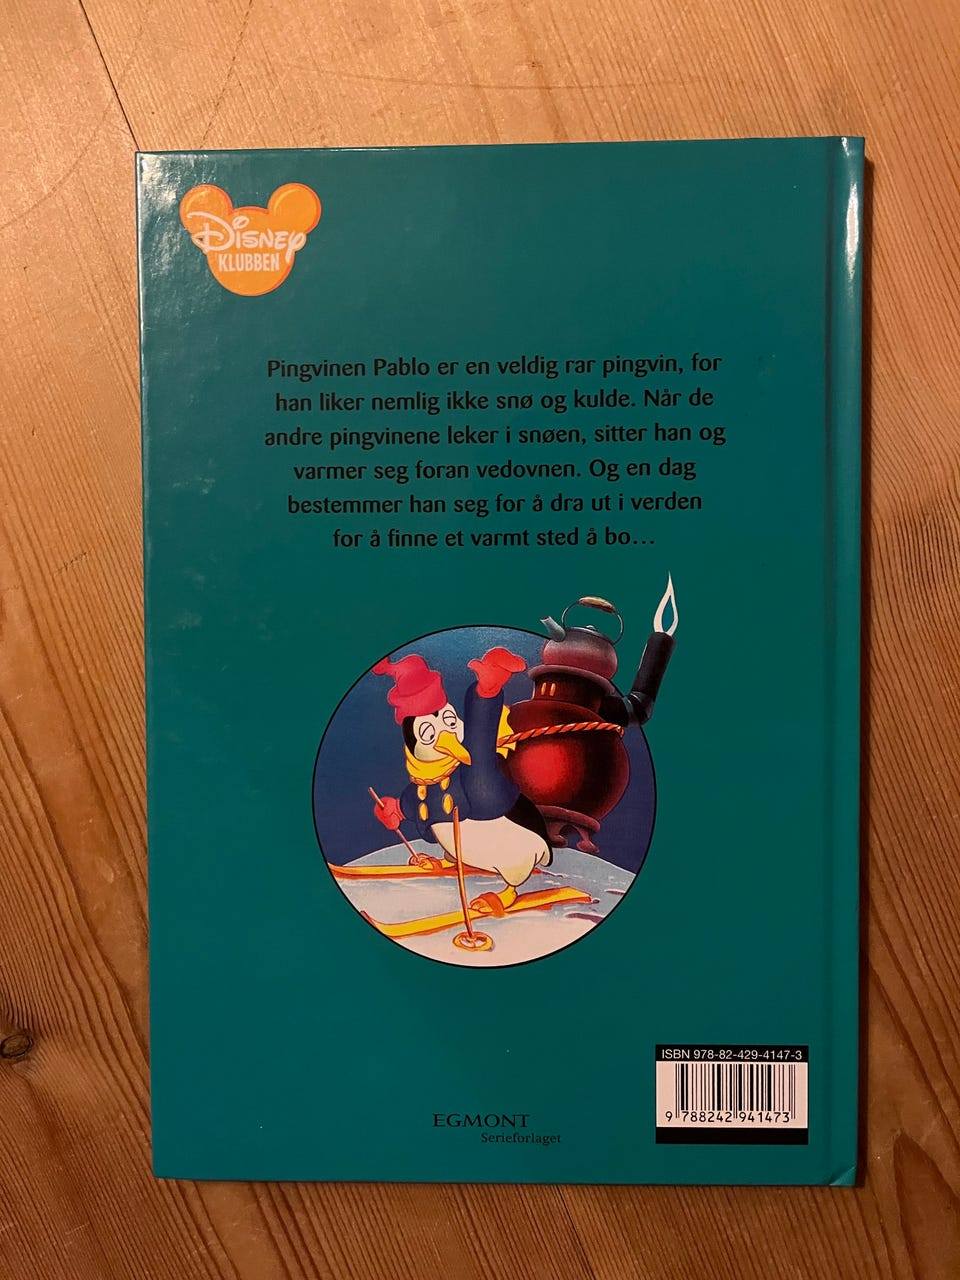 DISNEY
KLUBBEN
Pingvinen Pablo er en veldig rar pingvin, for
han liker nemlig ikke snø og kulde. Når de
andre pingvinene leker i snøen, sitter han og
varmer seg foran vedovnen. Og en dag
bestemmer han seg for å dra ut i verden
for å finne et varmt sted å bo...
ISBN 978-82-429-4147-3
9 788242 941473
EGMONT
Serieforlaget